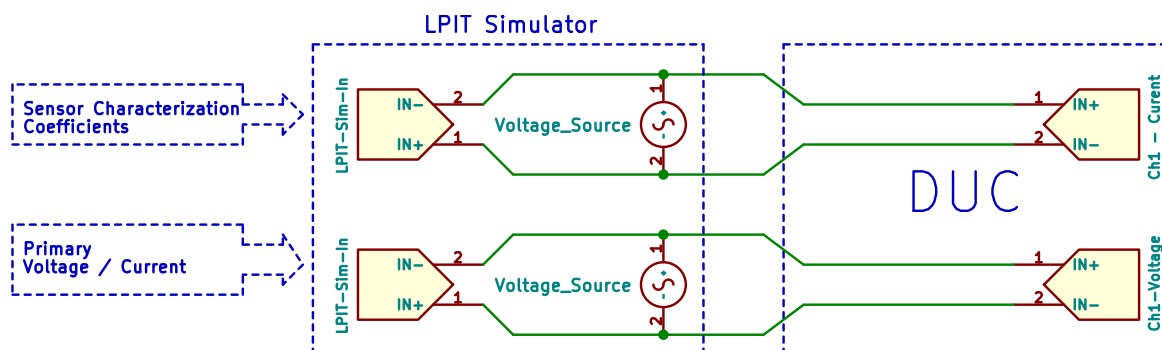 LPIT Simulator
Sensor Characterization
Coefficients
LPIT-Sim-In
IN- 2
IN+ 1
Voltage_Source
1
2
1 IN+
2 IN-
Ch1 - Curent
DUC
Primary
Voltage / Current
LPIT-Sim-In
IN- 2
IN+ 1
Voltage_Source
1
2
1 IN+
2 IN-
Ch1-Voltage